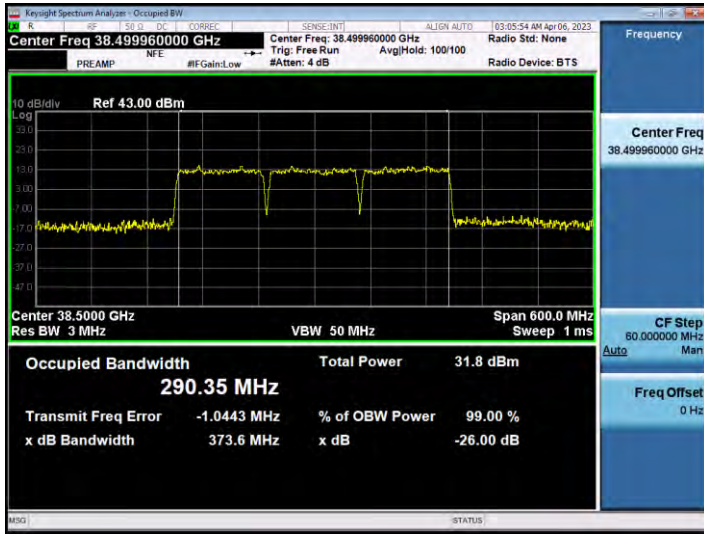 Keysight Spectrum Analyzer - Occupied BW
R RF 50 Ω DC CORREC SENSE:INT ALIGN AUTO 03:05:54 AM Apr 06, 2023
Center Freq 38.499960000 GHz Center Freq: 38.499960000 GHz Radio Std: None
NFE Trig: Free Run Avg|Hold: 100/100
PREAMP #IFGain:Low #Atten: 4 dB Radio Device: BTS
Frequency
10 dB/div Ref 43.00 dBm
Log
33.0
23.0
13.0
3.00
-7.00
-17.0
-27.0
-37.0
-47.0
Center 38.5000 GHz Span 600.0 MHz
Res BW 3 MHz VBW 50 MHz Sweep 1 ms
Occupied Bandwidth Total Power 31.8 dBm
290.35 MHz
Transmit Freq Error -1.0443 MHz % of OBW Power 99.00 %
x dB Bandwidth 373.6 MHz x dB -26.00 dB
Center Freq
38.499960000 GHz
CF Step
60.000000 MHz
Auto Man
Freq Offset
0 Hz
MSG STATUS